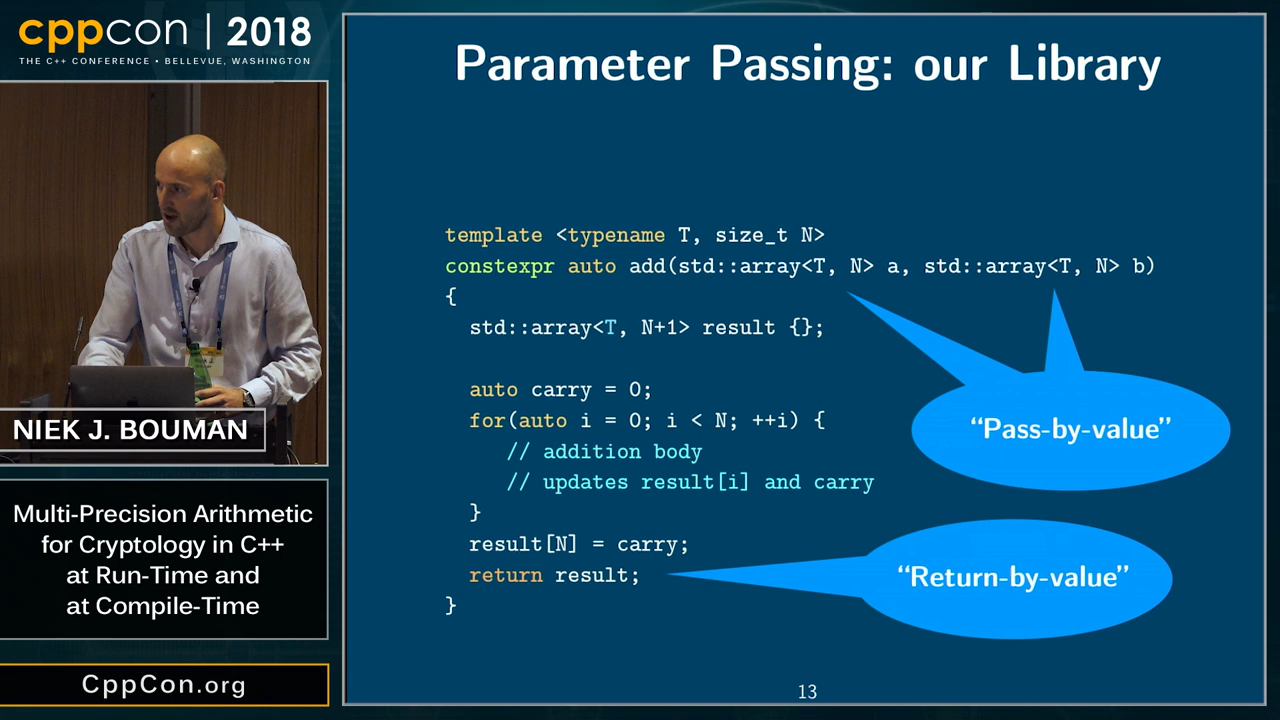 cppcon | 2018
THE C++ CONFERENCE • BELLEVUE, WASHINGTON
NIEK J. BOUMAN
Multi-Precision Arithmetic
for Cryptology in C++
at Run-Time and
at Compile-Time
CppCon.org
Parameter Passing: our Library
template <typename T, size_t N>
constexpr auto add(std::array<T, N> a, std::array<T, N> b)
{
std::array<T, N+1> result {};
auto carry = 0;
for(auto i = 0; i < N; ++i) {
// addition body
// updates result[i] and carry
}
result[N] = carry;
return result;
}
“Pass-by-value”
“Return-by-value”
13